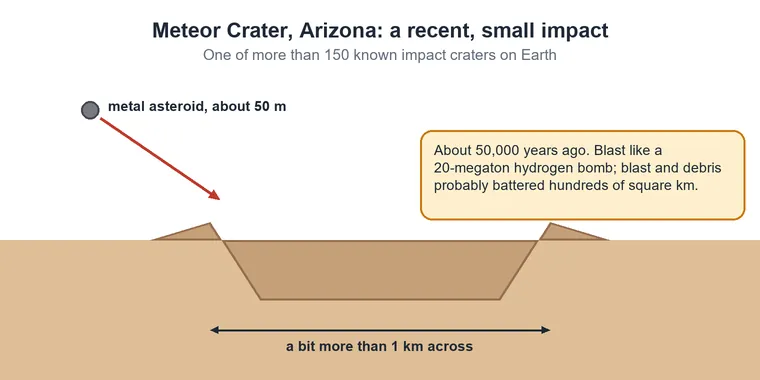 Meteor Crater, Arizona: a recent, small impact
One of more than 150 known impact craters on Earth
metal asteroid, about 50 m
About 50,000 years ago. Blast like a
20-megaton hydrogen bomb; blast and debris
probably battered hundreds of square km.
a bit more than 1 km across